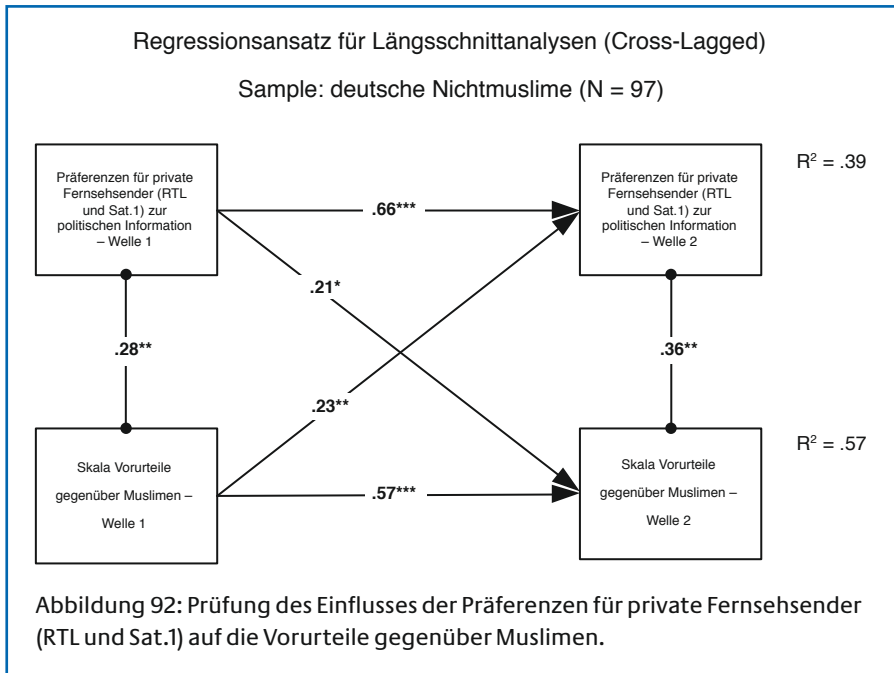 Regressionsansatz für Längsschnittanalysen (Cross-Lagged)
Sample: deutsche Nichtmuslime (N = 97)
Präferenzen für private
Fernsehsender (RTL
und Sat.1) zur
politischen Information
– Welle 1
Präferenzen für private
Fernsehsender (RTL
und Sat.1) zur
politischen Information
– Welle 2
R² = .39
.66***
.21*
.28**
.36**
.23**
Skala Vorurteile
gegenüber Muslimen –
Welle 1
.57***
Skala Vorurteile
gegenüber Muslimen –
Welle 2
R² = .57
Abbildung 92: Prüfung des Einflusses der Präferenzen für private Fernsehsender
(RTL und Sat.1) auf die Vorurteile gegenüber Muslimen.